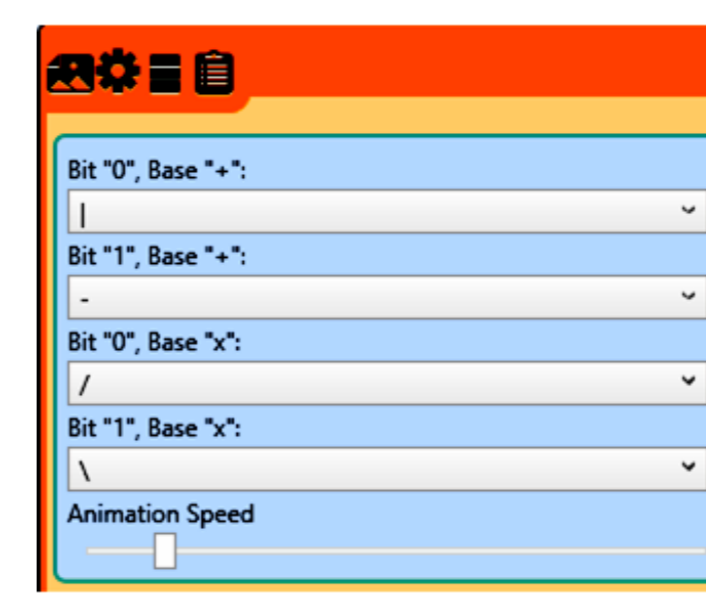 Bit "0", Base "+":
|
Bit "1", Base "+":
-
Bit "0", Base "x":
/
Bit "1", Base "x":
\
Animation Speed